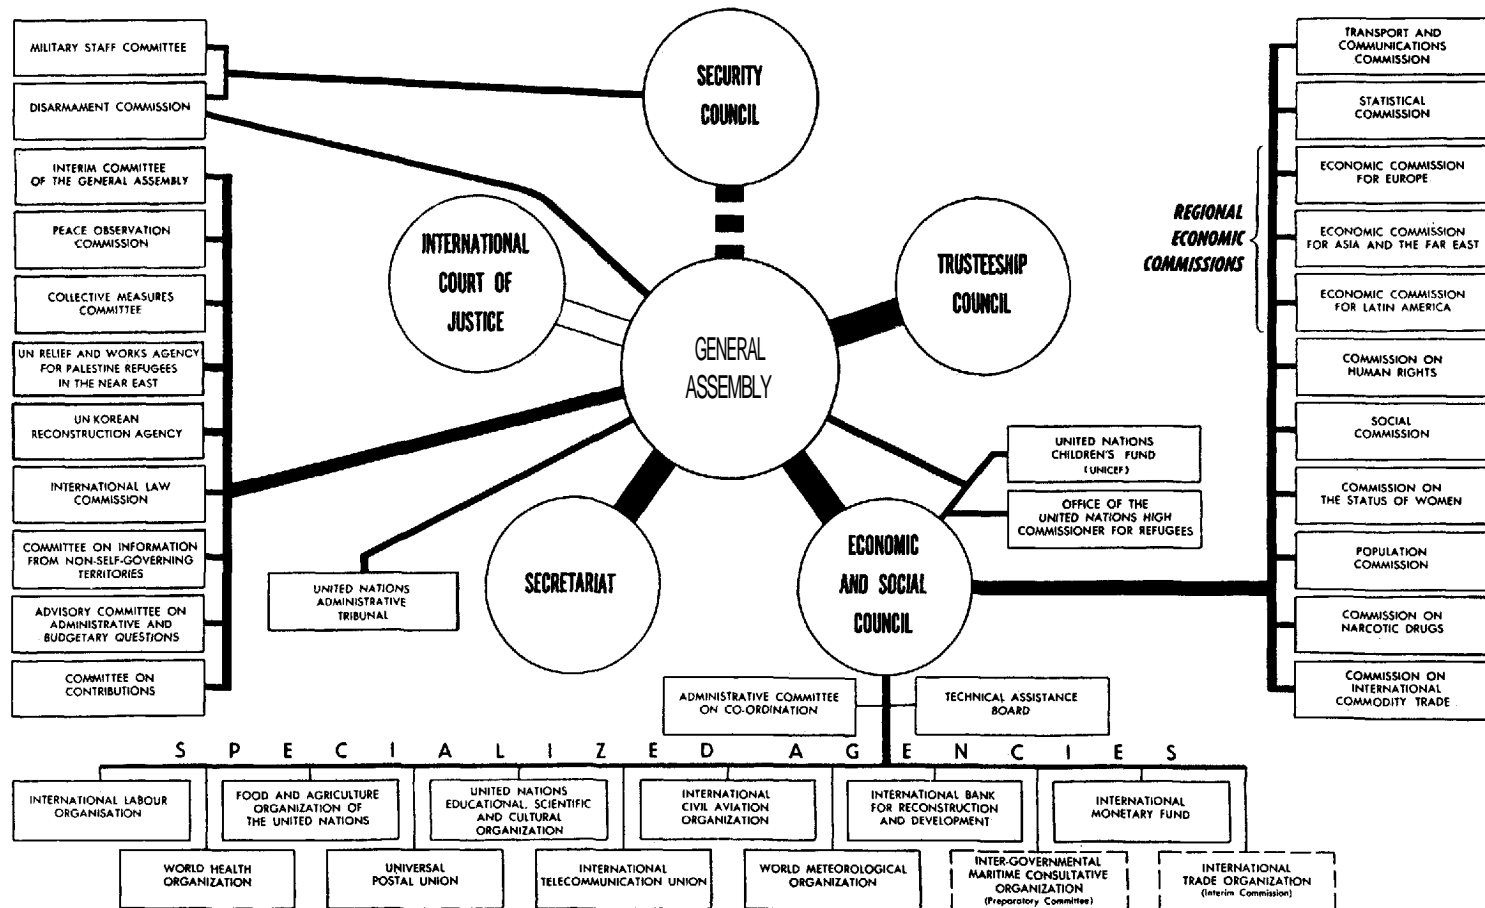 MILITARY STAFF COMMITTEE
DISARMAMENT COMMISSION
INTERIM COMMITTEE
OF THE GENERAL ASSEMBLY
PEACE OBSERVATION
COMMISSION
COLLECTIVE MEASURES
COMMITTEE
UN RELIEF AND WORKS AGENCY
FOR PALESTINE REFUGEES
IN THE NEAR EAST
UN KOREAN
RECONSTRUCTION AGENCY
INTERNATIONAL LAW
COMMISSION
COMMITTEE ON INFORMATION
FROM NON-SELF-GOVERNING
TERRITORIES
ADVISORY COMMITTEE ON
ADMINISTRATIVE AND
BUDGETARY QUESTIONS
COMMITTEE ON
CONTRIBUTIONS
SECURITY
COUNCIL
INTERNATIONAL
COURT OF
JUSTICE
TRUSTEESHIP
COUNCIL
GENERAL
ASSEMBLY
SECRETARIAT
ECONOMIC
AND SOCIAL
COUNCIL
UNITED NATIONS
ADMINISTRATIVE
TRIBUNAL
UNITED NATIONS
CHILDREN'S FUND
(UNICEF)
OFFICE OF THE
UNITED NATIONS HIGH
COMMISSIONER FOR REFUGEES
REGIONAL
ECONOMIC
COMMISSIONS
TRANSPORT AND
COMMUNICATIONS
COMMISSION
STATISTICAL
COMMISSION
ECONOMIC COMMISSION
FOR EUROPE
ECONOMIC COMMISSION
FOR ASIA AND THE FAR EAST
ECONOMIC COMMISSION
FOR LATIN AMERICA
COMMISSION ON
HUMAN RIGHTS
SOCIAL
COMMISSION
COMMISSION ON
THE STATUS OF WOMEN
POPULATION
COMMISSION
COMMISSION ON
NARCOTIC DRUGS
COMMISSION ON
INTERNATIONAL
COMMODITY TRADE
ADMINISTRATIVE COMMITTEE
ON CO-ORDINATION
TECHNICAL ASSISTANCE
BOARD
SPECIALIZED AGENCIES
INTERNATIONAL LABOUR
ORGANISATION
FOOD AND AGRICULTURE
ORGANIZATION OF
THE UNITED NATIONS
UNITED NATIONS
EDUCATIONAL, SCIENTIFIC
AND CULTURAL
ORGANIZATION
INTERNATIONAL
CIVIL AVIATION
ORGANIZATION
INTERNATIONAL BANK
FOR RECONSTRUCTION
AND DEVELOPMENT
INTERNATIONAL
MONETARY FUND
WORLD HEALTH
ORGANIZATION
UNIVERSAL
POSTAL UNION
INTERNATIONAL
TELECOMMUNICATION UNION
WORLD METEOROLOGICAL
ORGANIZATION
INTER-GOVERNMENTAL
MARITIME CONSULTATIVE
ORGANIZATION
(Preparatory Committee)
INTERNATIONAL
TRADE ORGANIZATION
(Interim Commission)